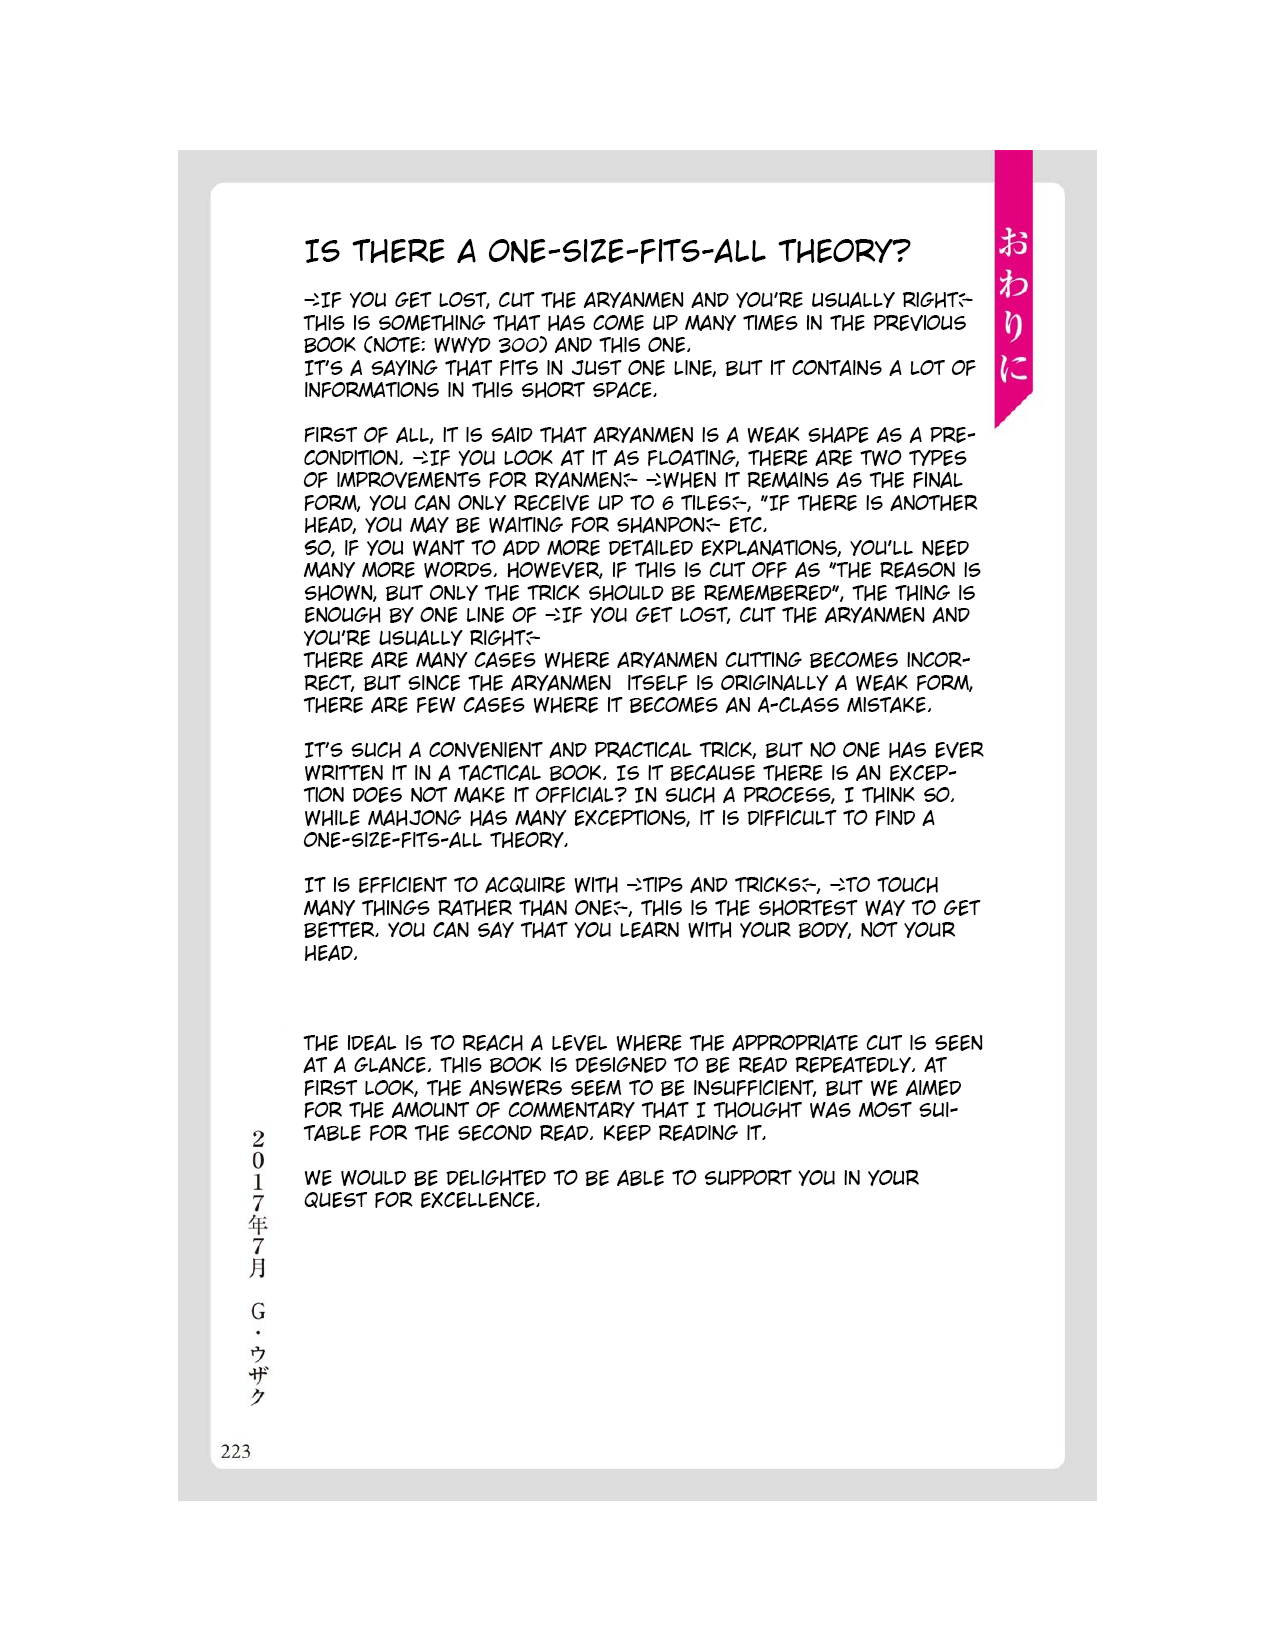 おわりに
IS THERE A ONE-SIZE-FITS-ALL THEORY?
-:IF YOU GET LOST, CUT THE ARYANMEN AND YOU'RE USUALLY RIGHT:-
THIS IS SOMETHING THAT HAS COME UP MANY TIMES IN THE PREVIOUS
BOOK (NOTE: WWYD 300) AND THIS ONE.
IT'S A SAYING THAT FITS IN JUST ONE LINE, BUT IT CONTAINS A LOT OF
INFORMATIONS IN THIS SHORT SPACE.
FIRST OF ALL, IT IS SAID THAT ARYANMEN IS A WEAK SHAPE AS A PRE-
CONDITION. -:IF YOU LOOK AT IT AS FLOATING, THERE ARE TWO TYPES
OF IMPROVEMENTS FOR RYANMEN:- -:WHEN IT REMAINS AS THE FINAL
FORM, YOU CAN ONLY RECEIVE UP TO 6 TILES:-, "IF THERE IS ANOTHER
HEAD, YOU MAY BE WAITING FOR SHANPON:- ETC.
SO, IF YOU WANT TO ADD MORE DETAILED EXPLANATIONS, YOU'LL NEED
MANY MORE WORDS. HOWEVER, IF THIS IS CUT OFF AS "THE REASON IS
SHOWN, BUT ONLY THE TRICK SHOULD BE REMEMBERED", THE THING IS
ENOUGH BY ONE LINE OF -:IF YOU GET LOST, CUT THE ARYANMEN AND
YOU'RE USUALLY RIGHT:-
THERE ARE MANY CASES WHERE ARYANMEN CUTTING BECOMES INCOR-
RECT, BUT SINCE THE ARYANMEN ITSELF IS ORIGINALLY A WEAK FORM,
THERE ARE FEW CASES WHERE IT BECOMES AN A-CLASS MISTAKE.
IT'S SUCH A CONVENIENT AND PRACTICAL TRICK, BUT NO ONE HAS EVER
WRITTEN IT IN A TACTICAL BOOK. IS IT BECAUSE THERE IS AN EXCEP-
TION DOES NOT MAKE IT OFFICIAL? IN SUCH A PROCESS, I THINK SO.
WHILE MAHJONG HAS MANY EXCEPTIONS, IT IS DIFFICULT TO FIND A
ONE-SIZE-FITS-ALL THEORY.
IT IS EFFICIENT TO ACQUIRE WITH -:TIPS AND TRICKS:-, -:TO TOUCH
MANY THINGS RATHER THAN ONE:-, THIS IS THE SHORTEST WAY TO GET
BETTER. YOU CAN SAY THAT YOU LEARN WITH YOUR BODY, NOT YOUR
HEAD.
THE IDEAL IS TO REACH A LEVEL WHERE THE APPROPRIATE CUT IS SEEN
AT A GLANCE. THIS BOOK IS DESIGNED TO BE READ REPEATEDLY. AT
FIRST LOOK, THE ANSWERS SEEM TO BE INSUFFICIENT, BUT WE AIMED
FOR THE AMOUNT OF COMMENTARY THAT I THOUGHT WAS MOST SUI-
TABLE FOR THE SECOND READ. KEEP READING IT.
WE WOULD BE DELIGHTED TO BE ABLE TO SUPPORT YOU IN YOUR
QUEST FOR EXCELLENCE.
2017年7月 G・ウザク
223